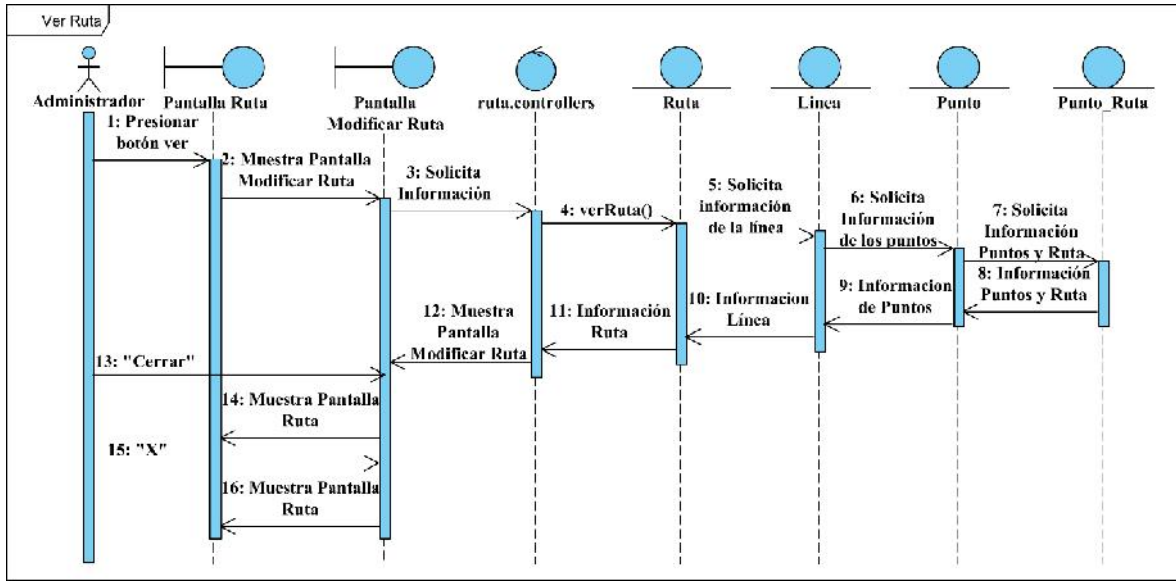 Ver Ruta
Administrador
Pantalla Ruta
Pantalla
Modificar Ruta
ruta.controllers
Ruta
Linea
Punto
Punto_Ruta
1: Presionar
botón ver
2: Muestra Pantalla
Modificar Ruta
3: Solicita
Información
4: verRuta()
5: Solicita
información
de la línea
6: Solicita
Información
de los puntos
7: Solicita
Información
Puntos y Ruta
8: Información
Puntos y Ruta
9: Informacion
de Puntos
10: Informacion
Línea
11: Información
Ruta
12: Muestra
Pantalla
Modificar Ruta
13: "Cerrar"
14: Muestra Pantalla
Ruta
15: "X"
16: Muestra Pantalla
Ruta